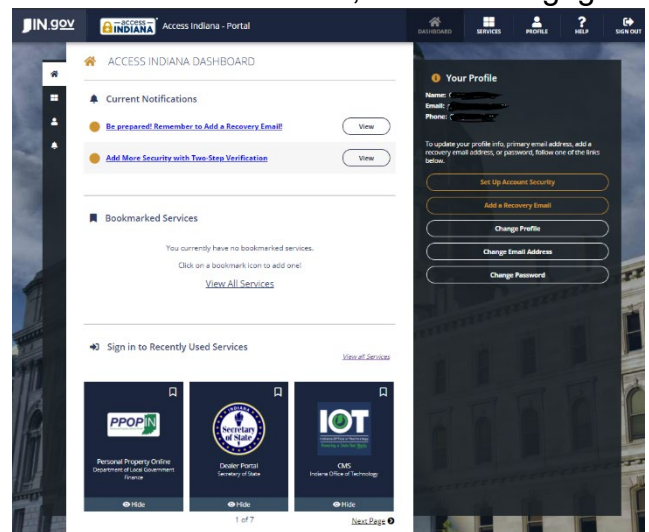 IN.gov
access INDIANA
Access Indiana - Portal
DASHBOARD
SERVICES
PROFILE
HELP
SIGN OUT
ACCESS INDIANA DASHBOARD
Current Notifications
Be prepared! Remember to Add a Recovery Email!
View
Add More Security with Two-Step Verification
View
Bookmarked Services
You currently have no bookmarked services.
Click on a bookmark icon to add one!
View All Services
Sign in to Recently Used Services
View all Services
PPOPIN
Personal Property Online
Department of Local Government
Finance
Hide
INDIANA
Secretary
of State
Dealer Portal
Secretary of State
Hide
IOT
Indiana Office of Technology
CMS
Indiana Office of Technology
Hide
1 of 7
Next Page
Your Profile
Name:
Email:
Phone:
To update your profile info, primary email address, add a
recovery email address, or password, follow one of the links
below.
Set Up Account Security
Add a Recovery Email
Change Profile
Change Email Address
Change Password